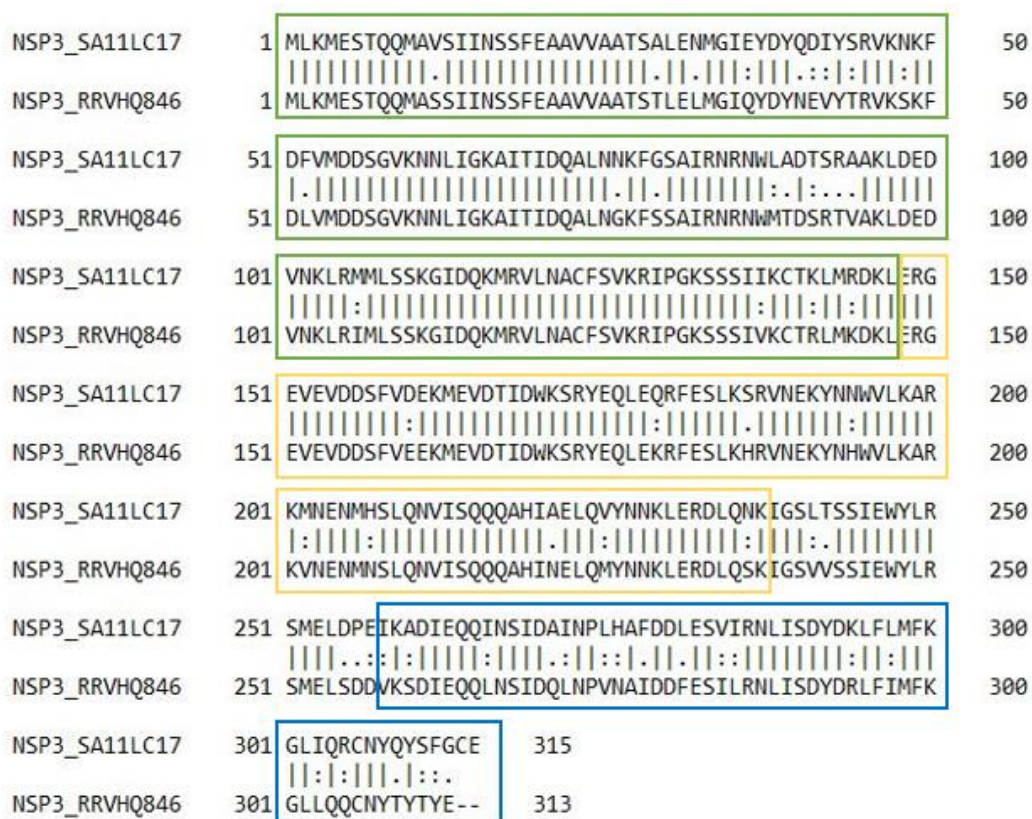 NSP3_SA11LC17 1 MLKMESTQQMAVSIINSSFEAAVVAATSALENMGIEYDYQDIYSRVKNKF 50
|||||||||||.||||||||||||||||.||.|||:|||.::|:|||:||
NSP3_RRVHQ846 1 MLKMESTQQMASSIINSSFEAAVVAATSTLELMGIQYDYNEVYTRVKSKF 50
NSP3_SA11LC17 51 DFVMDDSGVKNNLIGKAITIDQALNNKFGSAIRNRNWLADTSRAAKLDED 100
|.|||||||||||||||||||||||.||.||||||||:.|:...||||||
NSP3_RRVHQ846 51 DLVMDDSGVKNNLIGKAITIDQALNGKFSSAIRNRNWMTDSRTVAKLDED 100
NSP3_SA11LC17 101 VNKLRMMLSSKGIDQKMRVLNACFSVKRIPGKSSSIIKCTKLMRDKLERG 150
|||||:||||||||||||||||||||||||||||||:|||:||:||||||
NSP3_RRVHQ846 101 VNKLRIMLSSKGIDQKMRVLNACFSVKRIPGKSSSIVKCTRLMKDKLERG 150
NSP3_SA11LC17 151 EVEVDDSFVDEKMEVDTIDWKSRYEQLEQRFESLKSRVNEKYNNWVLKAR 200
|||||||||:||||||||||||||||||:||||||.|||||||:||||||
NSP3_RRVHQ846 151 EVEVDDSFVEEKMEVDTIDWKSRYEQLEKRFESLKHRVNEKYNHWVLKAR 200
NSP3_SA11LC17 201 KMNENMHSLQNVISQQQAHIAELQVYNNKLERDLQNKIGSLTSSIEWYLR 250
|:||||:|||||||||||||.|||:||||||||||:||||:.||||||||
NSP3_RRVHQ846 201 KVNENMNSLQNVISQQQAHINELQMYNNKLERDLQSKIGSVVSSIEWYLR 250
NSP3_SA11LC17 251 SMELDPEIKADIEQQINSIDAINPLHAFDDLESVIRNLISDYDKLFLMFK 300
||||..::|:|||||:||||.:||::|.||.||::||||||||:||:|||
NSP3_RRVHQ846 251 SMELSDDVKSDIEQQLNSIDQLNPVNAIDDFESILRNLISDYDRLFIMFK 300
NSP3_SA11LC17 301 GLIQRCNYQYSFGCE 315
||:|:|||.|::.
NSP3_RRVHQ846 301 GLLQQCNYTYTYE-- 313